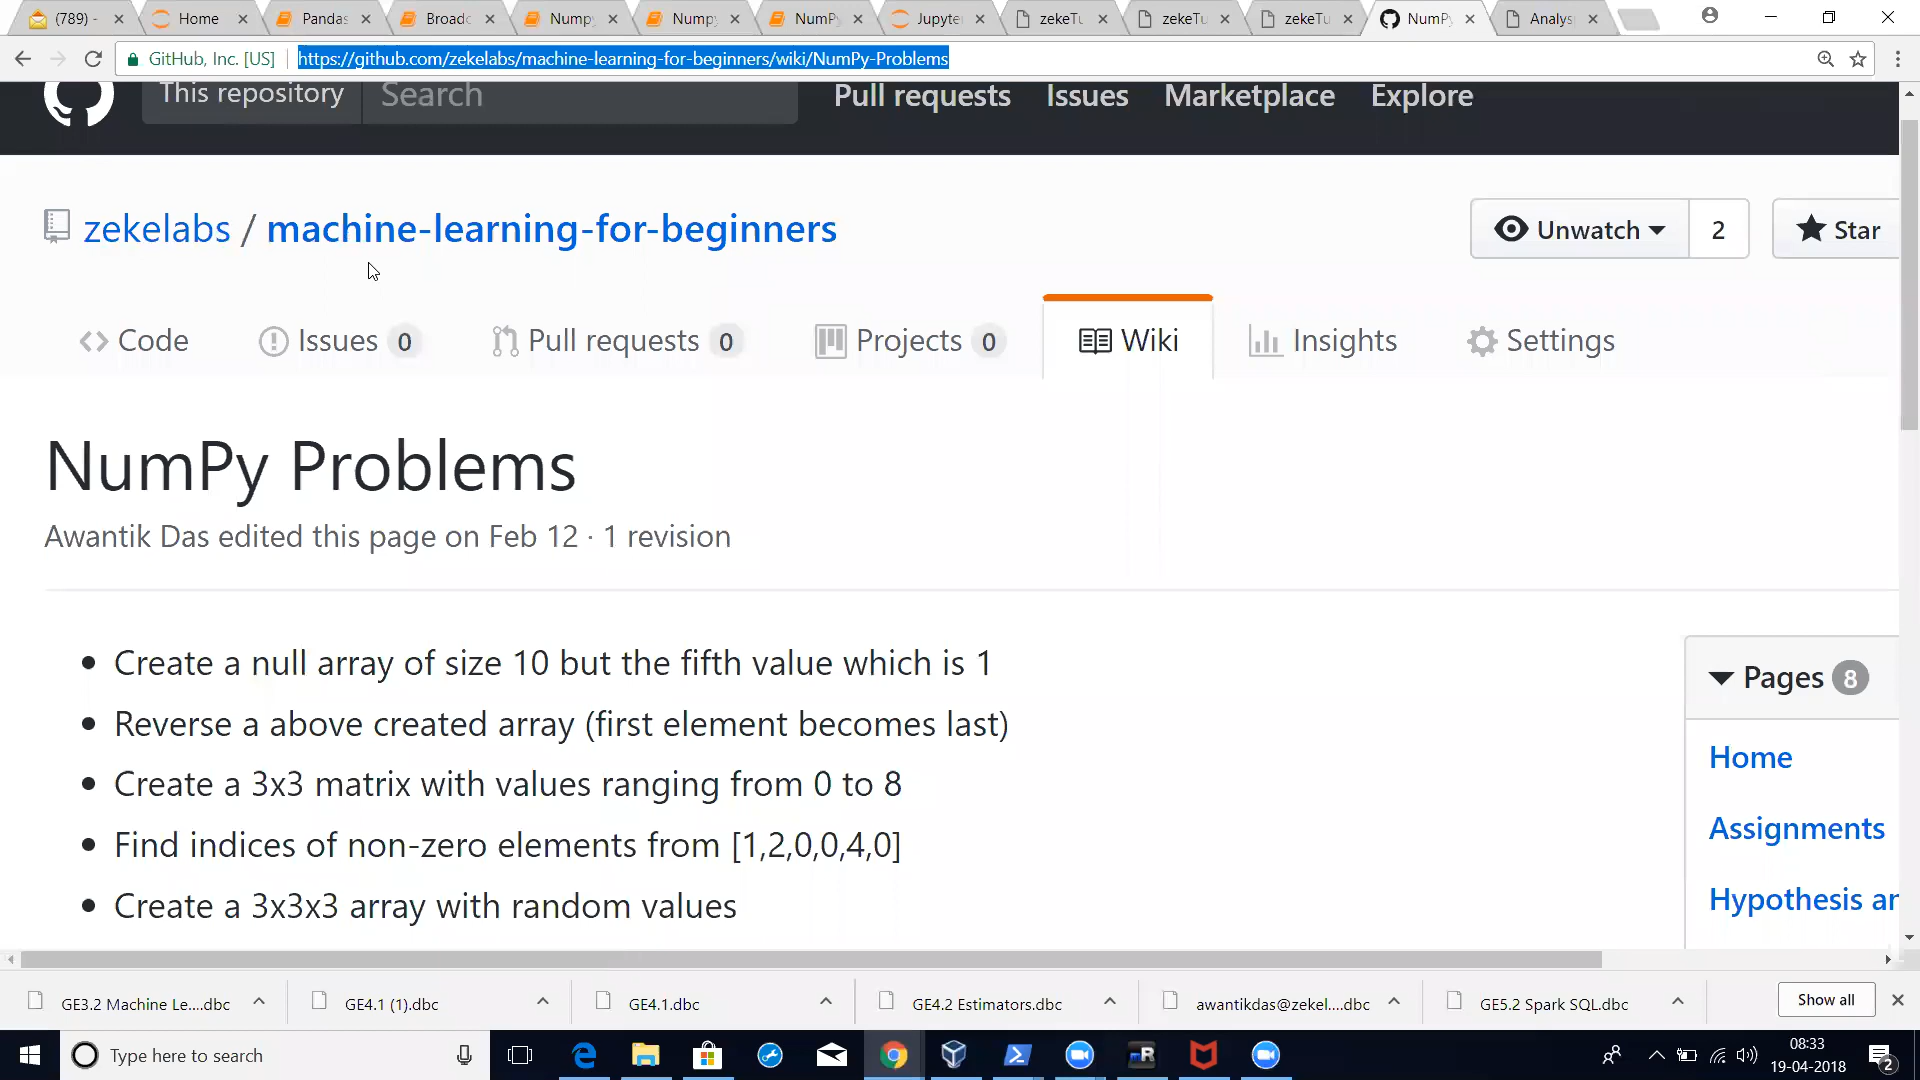 (789) -
Home
Pandas
Broadc
Numpy
Numpy
NumP
Jupyte
zekeTu
zekeTu
zekeTu
NumPy
Analys
GitHub, Inc. [US]
https://github.com/zekelabs/machine-learning-for-beginners/wiki/NumPy-Problems
This repository
Search
Pull requests
Issues
Marketplace
Explore
zekelabs / machine-learning-for-beginners
Unwatch
2
Star
Code
Issues 0
Pull requests 0
Projects 0
Wiki
Insights
Settings
NumPy Problems
Awantik Das edited this page on Feb 12 · 1 revision
• Create a null array of size 10 but the fifth value which is 1
• Reverse a above created array (first element becomes last)
• Create a 3x3 matrix with values ranging from 0 to 8
• Find indices of non-zero elements from [1,2,0,0,4,0]
• Create a 3x3x3 array with random values
Pages 8
Home
Assignments
Hypothesis ar
GE3.2 Machine Le....dbc
GE4.1 (1).dbc
GE4.1.dbc
GE4.2 Estimators.dbc
awantikdas@zekel....dbc
GE5.2 Spark SQL.dbc
Show all
Type here to search
08:33
19-04-2018
2